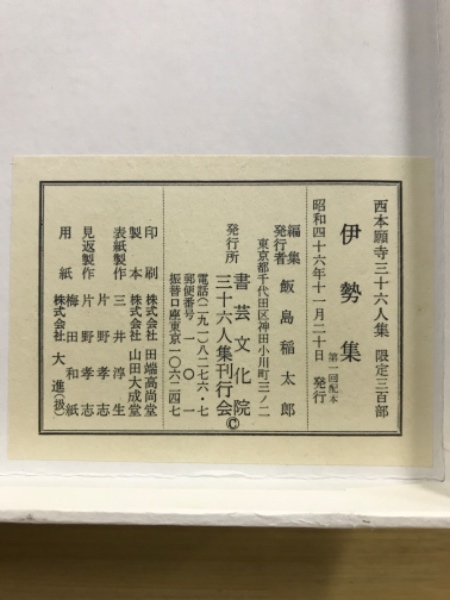 西本願寺三十六人集 限定三百部
伊勢集
第一回配本
昭和四十六年十一月二十日 発行
編集
発行者 飯島稲太郎
東京都千代田区神田小川町三ノ二
発行所 書芸文化院
三十六人集刊行会©
電話(二九一)八二七六・七
郵便番号 一〇一
振替口座東京一〇六二四七
印刷 株式会社 田端高尚堂
製本 株式会社 山田大成堂
表紙製作 三井淳生
見返製作 片野孝志
片野孝志
用紙 梅田和紙
株式会社 大進(扱)